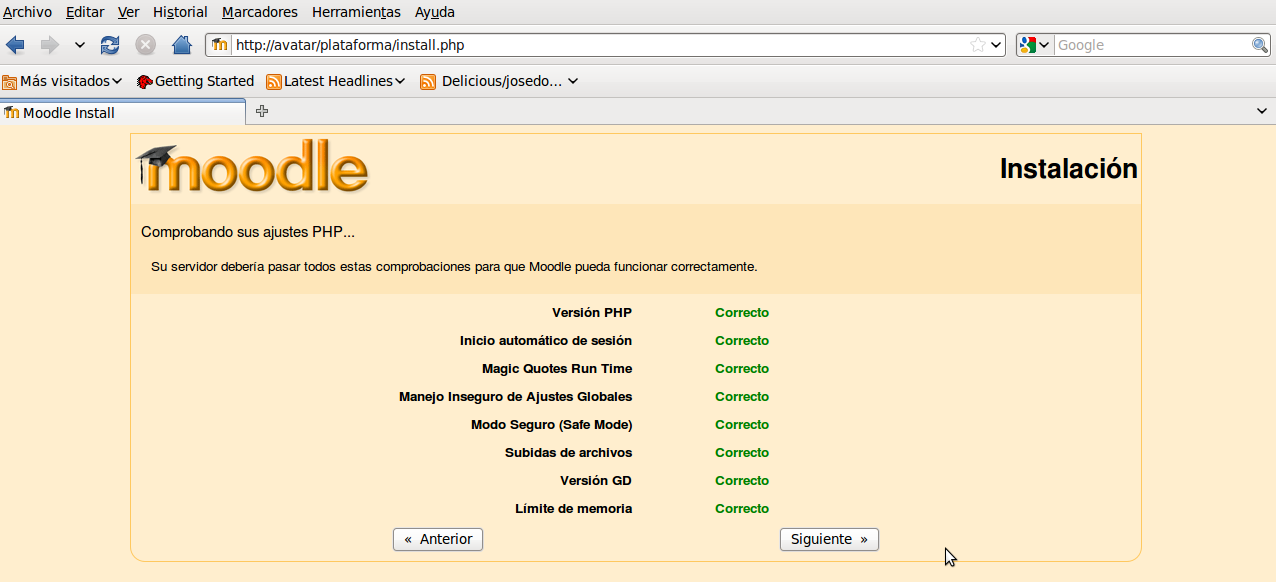 Archivo Editar Ver Historial Marcadores Herramientas Ayuda
http://avatar/plataforma/install.php Google
Más visitados Getting Started Latest Headlines Delicious/josedo...
Moodle Install
moodle Instalación
Comprobando sus ajustes PHP...
Su servidor debería pasar todos estas comprobaciones para que Moodle pueda funcionar correctamente.
Versión PHP Correcto
Inicio automático de sesión Correcto
Magic Quotes Run Time Correcto
Manejo Inseguro de Ajustes Globales Correcto
Modo Seguro (Safe Mode) Correcto
Subidas de archivos Correcto
Versión GD Correcto
Límite de memoria Correcto
« Anterior Siguiente »